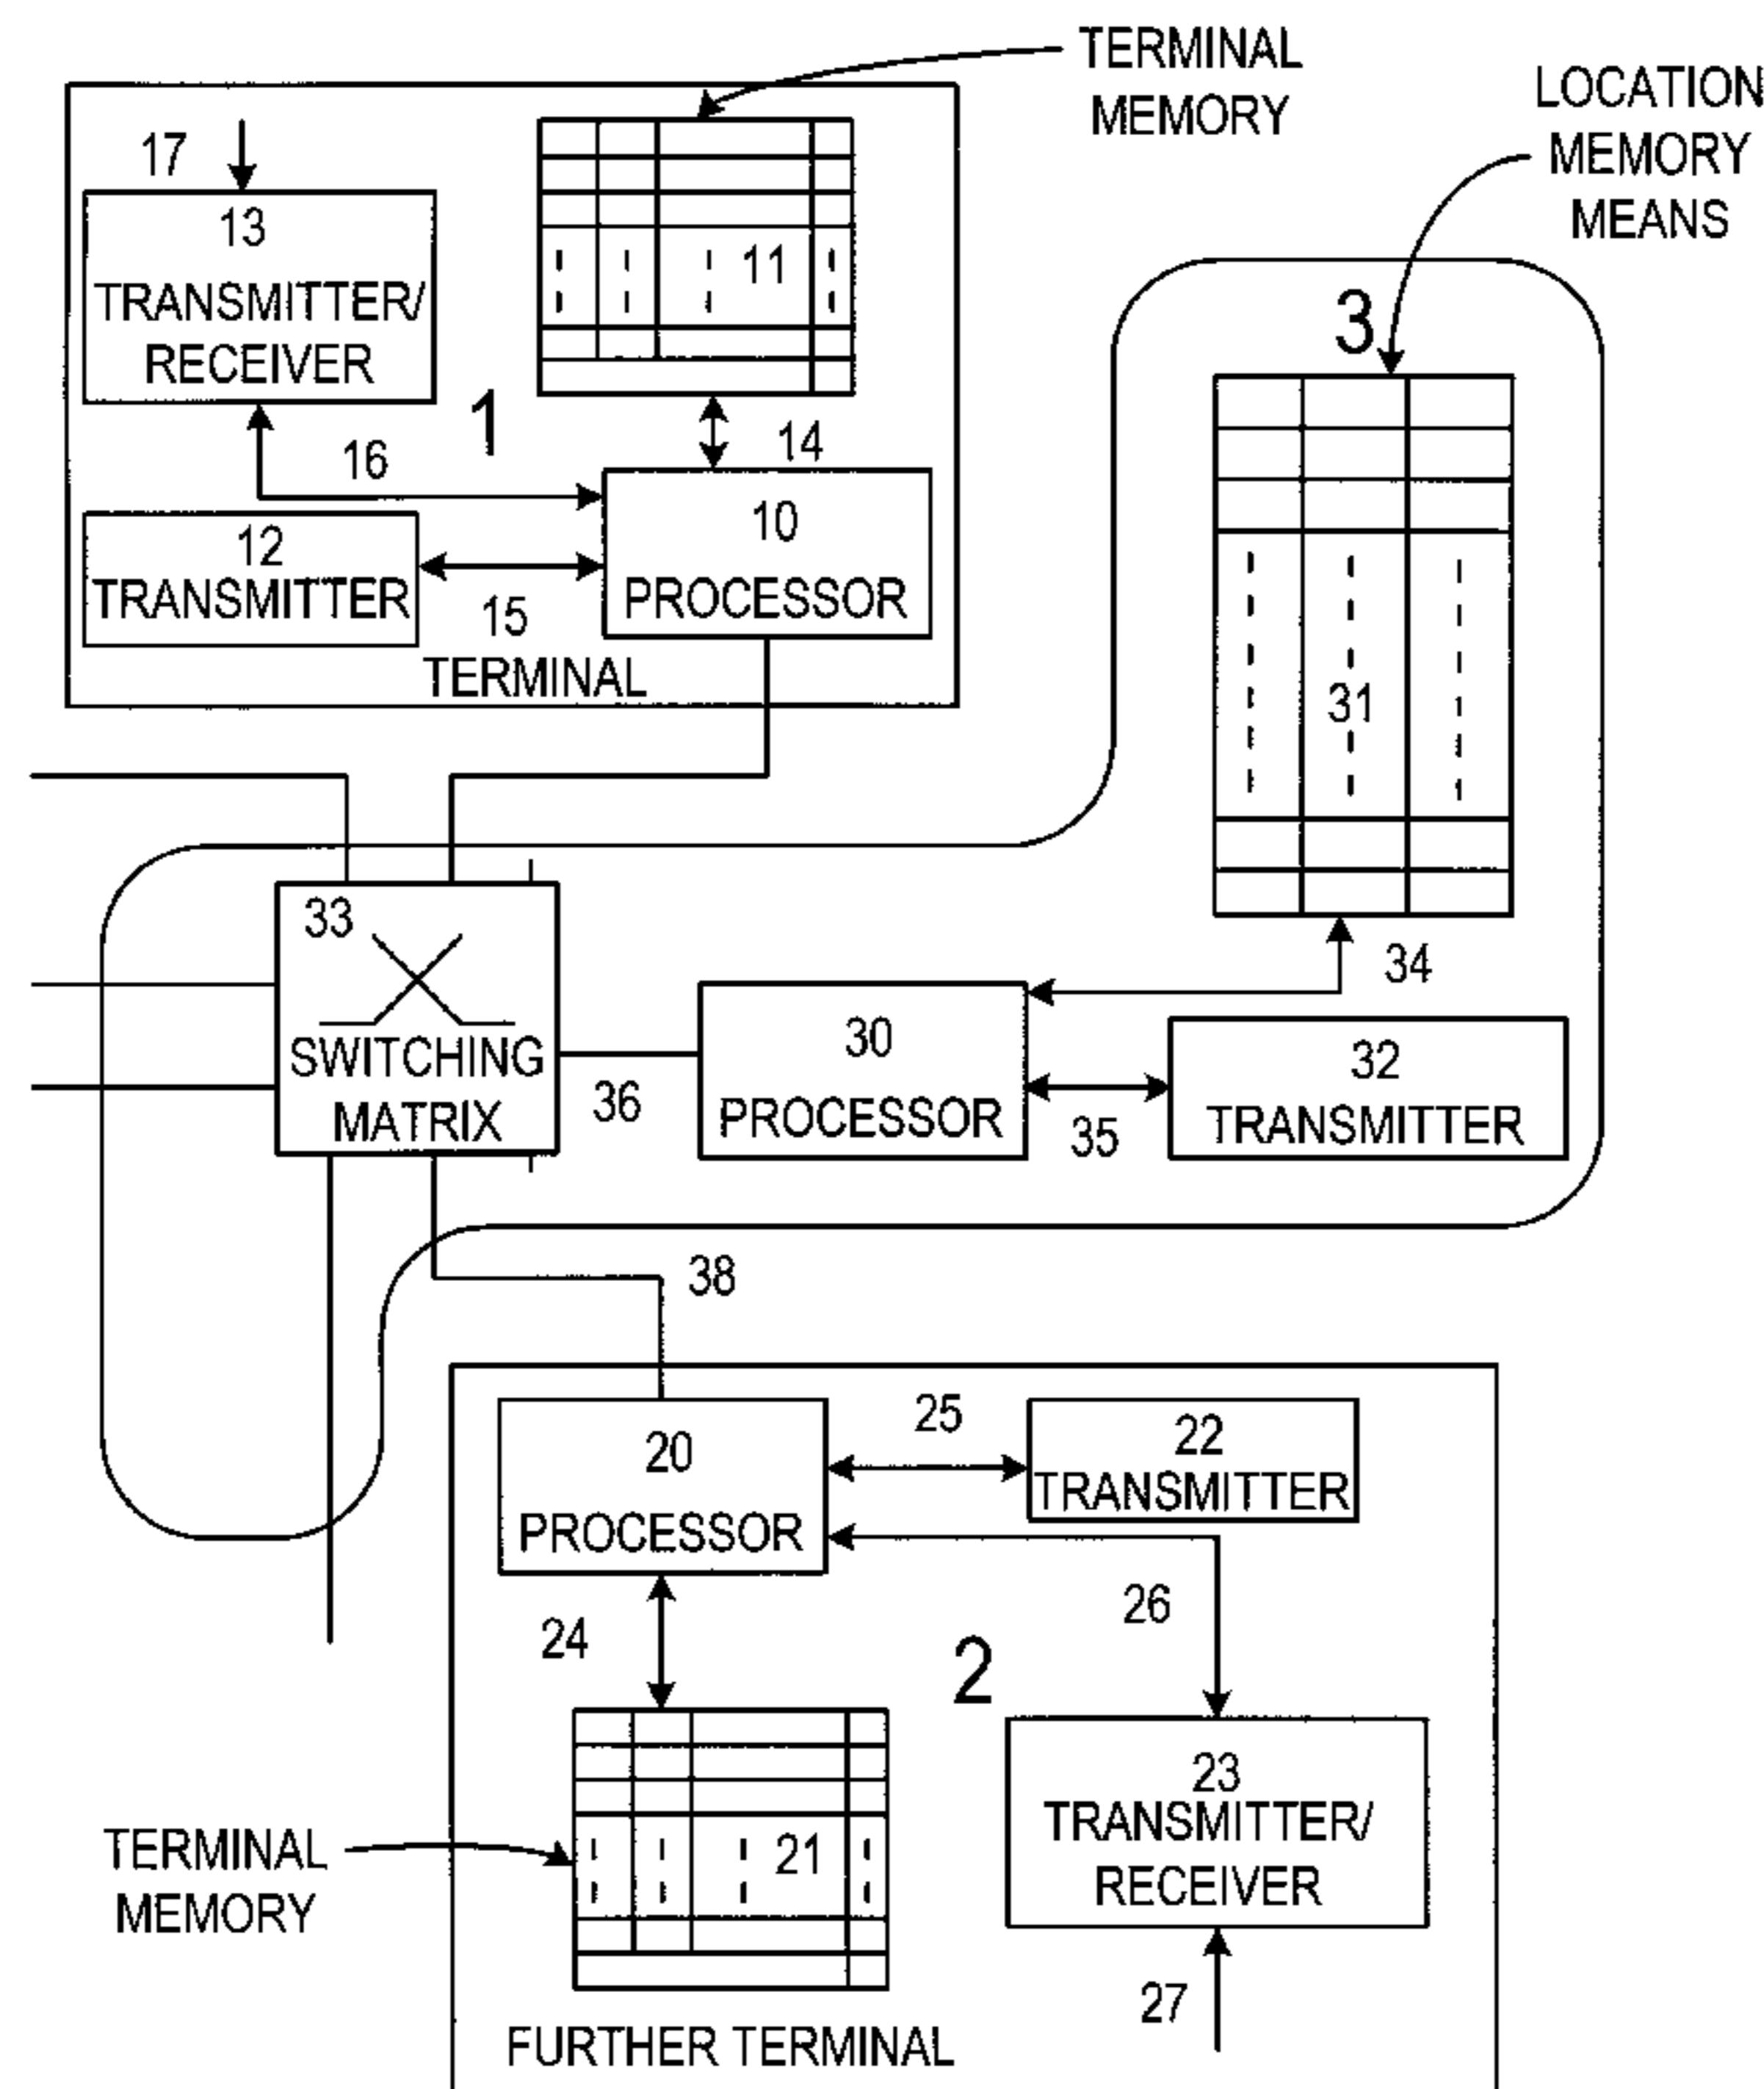 TERMINAL
MEMORY
LOCATION
MEMORY
MEANS
17
13
TRANSMITTER/
RECEIVER
11
3
1
14
16
10
PROCESSOR
12
TRANSMITTER
15
TERMINAL
31
33
SWITCHING
MATRIX
34
30
PROCESSOR
32
TRANSMITTER
36
35
38
25
22
TRANSMITTER
20
PROCESSOR
26
24
2
23
TRANSMITTER/
RECEIVER
21
TERMINAL
MEMORY
27
FURTHER TERMINAL